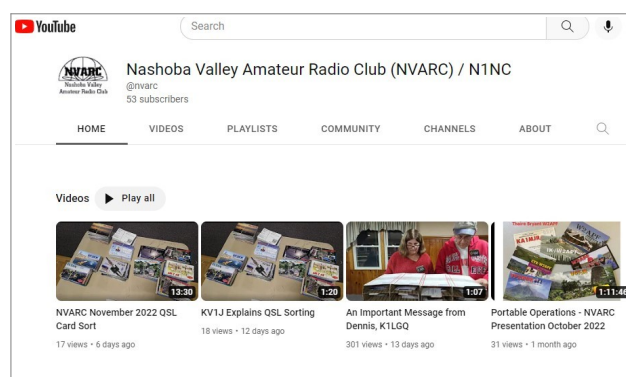 YouTube
Search
NVARC
Nashoba Valley
Amateur Radio Club
Nashoba Valley Amateur Radio Club (NVARC) / N1NC
@nvarc
53 subscribers
HOME VIDEOS PLAYLISTS COMMUNITY CHANNELS ABOUT
Videos Play all
W2AFC
13:30 1:20 1:07 1:11:46
NVARC November 2022 QSL
Card Sort
17 views • 6 days ago
KV1J Explains QSL Sorting
18 views • 12 days ago
An Important Message from
Dennis, K1LGQ
301 views • 13 days ago
Portable Operations - NVARC
Presentation October 2022
31 views • 1 month ago